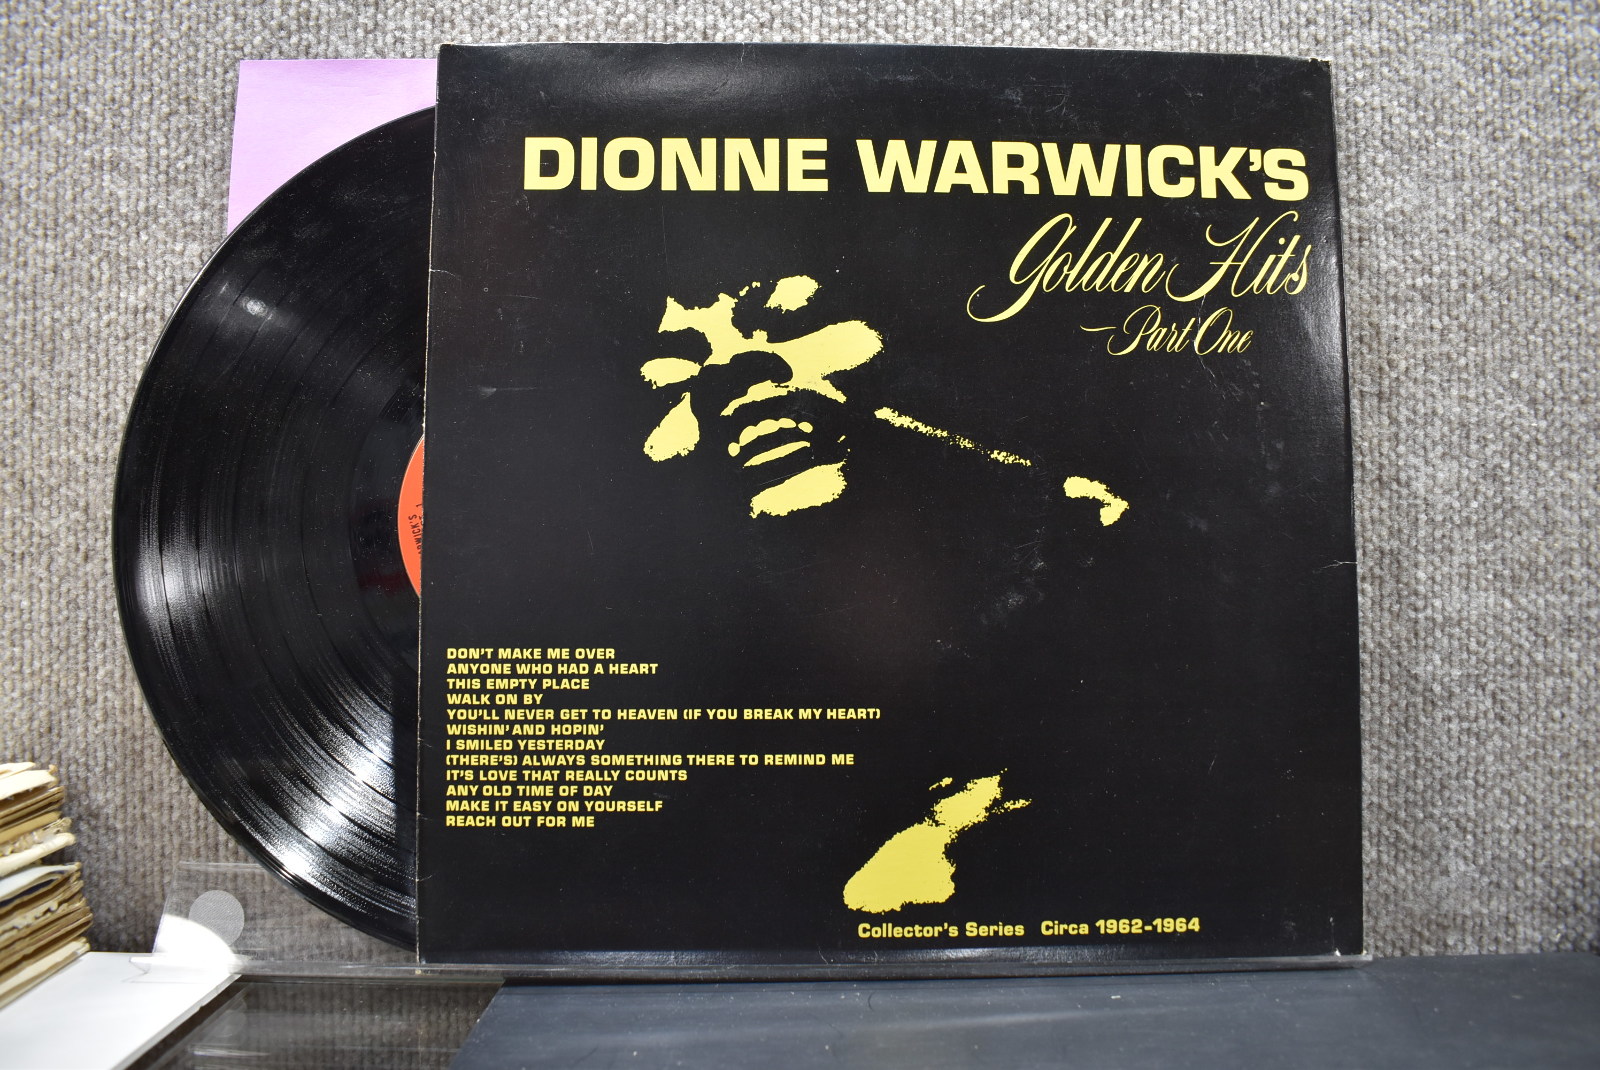 DIONNE WARWICK'S
Golden Hits
—Part One
DON'T MAKE ME OVER
ANYONE WHO HAD A HEART
THIS EMPTY PLACE
WALK ON BY
YOU'LL NEVER GET TO HEAVEN (IF YOU BREAK MY HEART)
WISHIN' AND HOPIN'
I SMILED YESTERDAY
(THERE'S) ALWAYS SOMETHING THERE TO REMIND ME
IT'S LOVE THAT REALLY COUNTS
ANY OLD TIME OF DAY
MAKE IT EASY ON YOURSELF
REACH OUT FOR ME
Collector's Series Circa 1962-1964